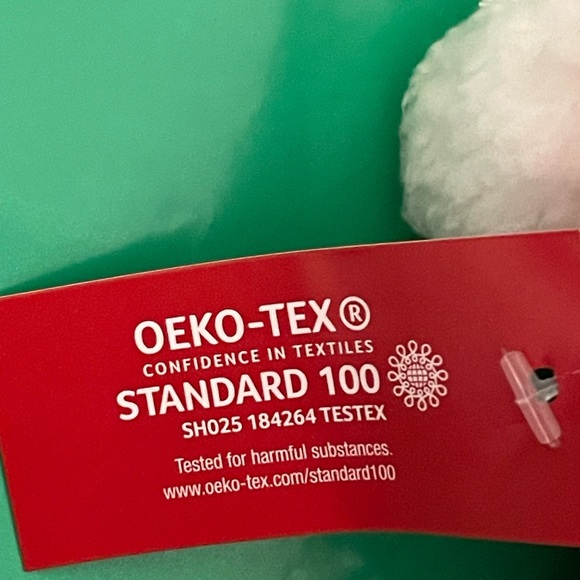 OEKO-TEX®
CONFIDENCE IN TEXTILES
STANDARD 100
SH025 184264 TESTEX
Tested for harmful substances.
www.oeko-tex.com/standard100